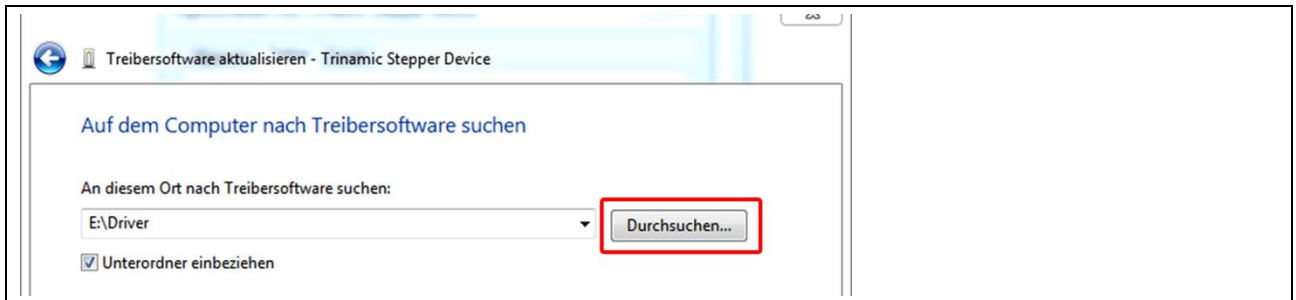 Treibersoftware aktualisieren - Trinamic Stepper Device
Auf dem Computer nach Treibersoftware suchen
An diesem Ort nach Treibersoftware suchen:
E:\Driver
Durchsuchen...
Unterordner einbeziehen